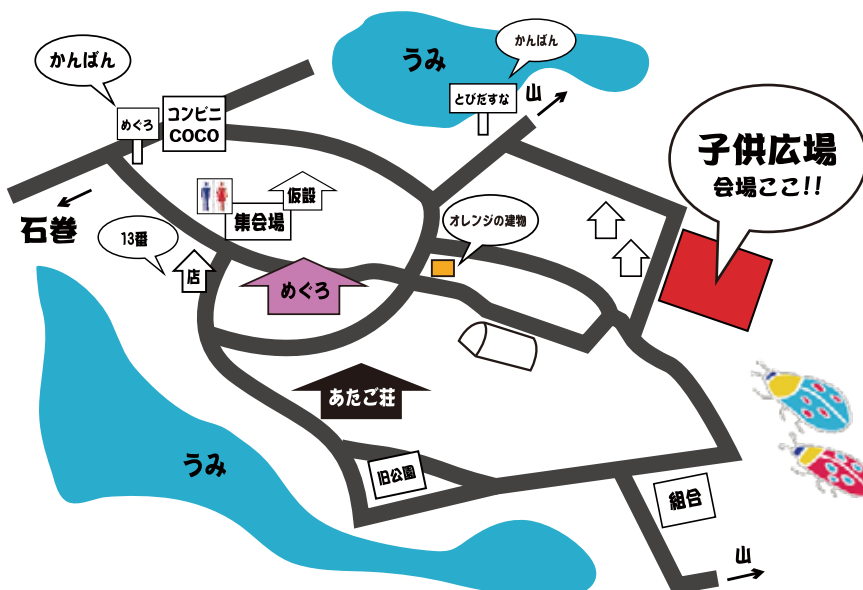 かんばん
うみ
かんばん
めぐろ
コンビニ
COCO
とびだすな
山
子供広場
会場ここ!!
石巻
13番
集会場
仮設
オレンジの建物
店
めぐろ
あたご荘
うみ
旧公園
組合
山